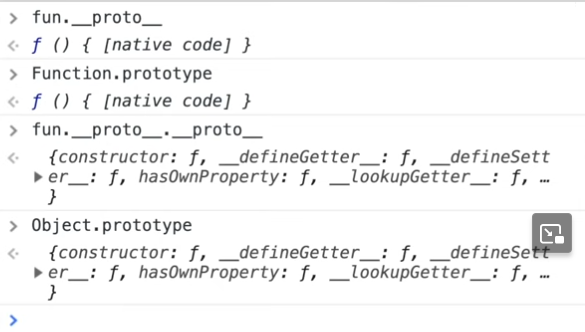 > fun.__proto__
<· ƒ () { [native code] }
> Function.prototype
<· ƒ () { [native code] }
> fun.__proto__.__proto__
<· {constructor: ƒ, __defineGetter__: ƒ, __defineSett
▶er__: ƒ, hasOwnProperty: ƒ, __lookupGetter__: ƒ, …
}
> Object.prototype
<· {constructor: ƒ, __defineGetter__: ƒ, __defineSett
▶er__: ƒ, hasOwnProperty: ƒ, __lookupGetter__: ƒ, …
}
>